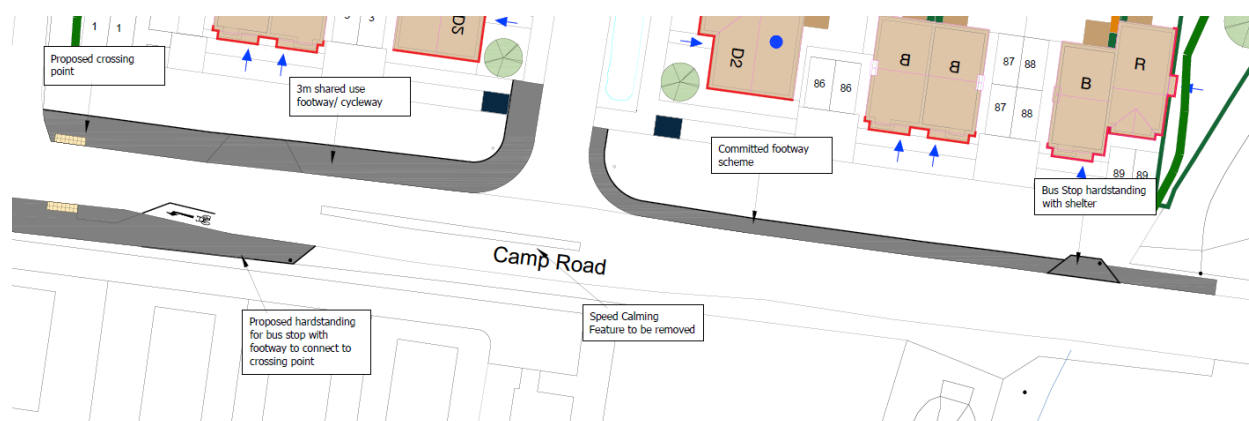 Proposed crossing
point
1 1
3
3m shared use
footway/ cycleway
D2
D2
86 86
B B
87 88
87 88
B
R
89 89
Committed footway
scheme
Bus Stop hardstanding
with shelter
Camp Road
Proposed hardstanding
for bus stop with
footway to connect to
crossing point
Speed Calming
Feature to be removed